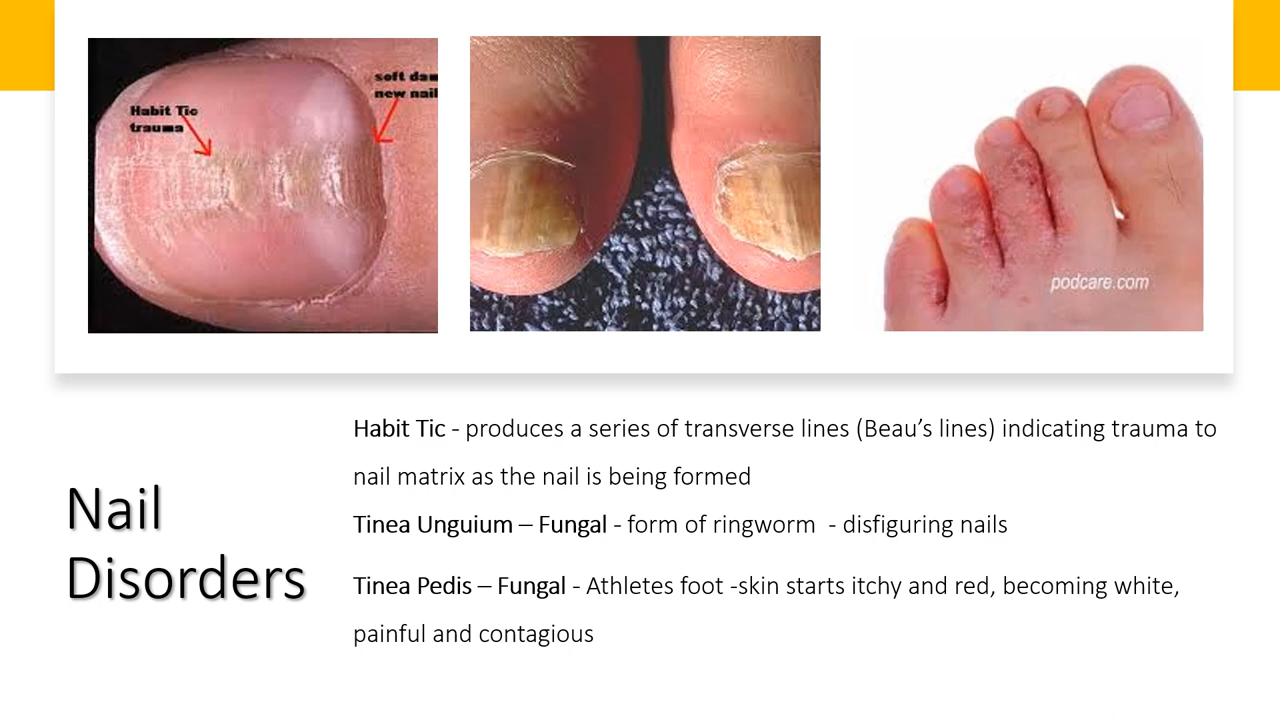 Habit Tic
trauma
soft dam
new nail
podcare.com
Nail
Disorders
Habit Tic - produces a series of transverse lines (Beau’s lines) indicating trauma to
nail matrix as the nail is being formed
Tinea Unguium – Fungal - form of ringworm  - disfiguring nails
Tinea Pedis – Fungal - Athletes foot -skin starts itchy and red, becoming white,
painful and contagious